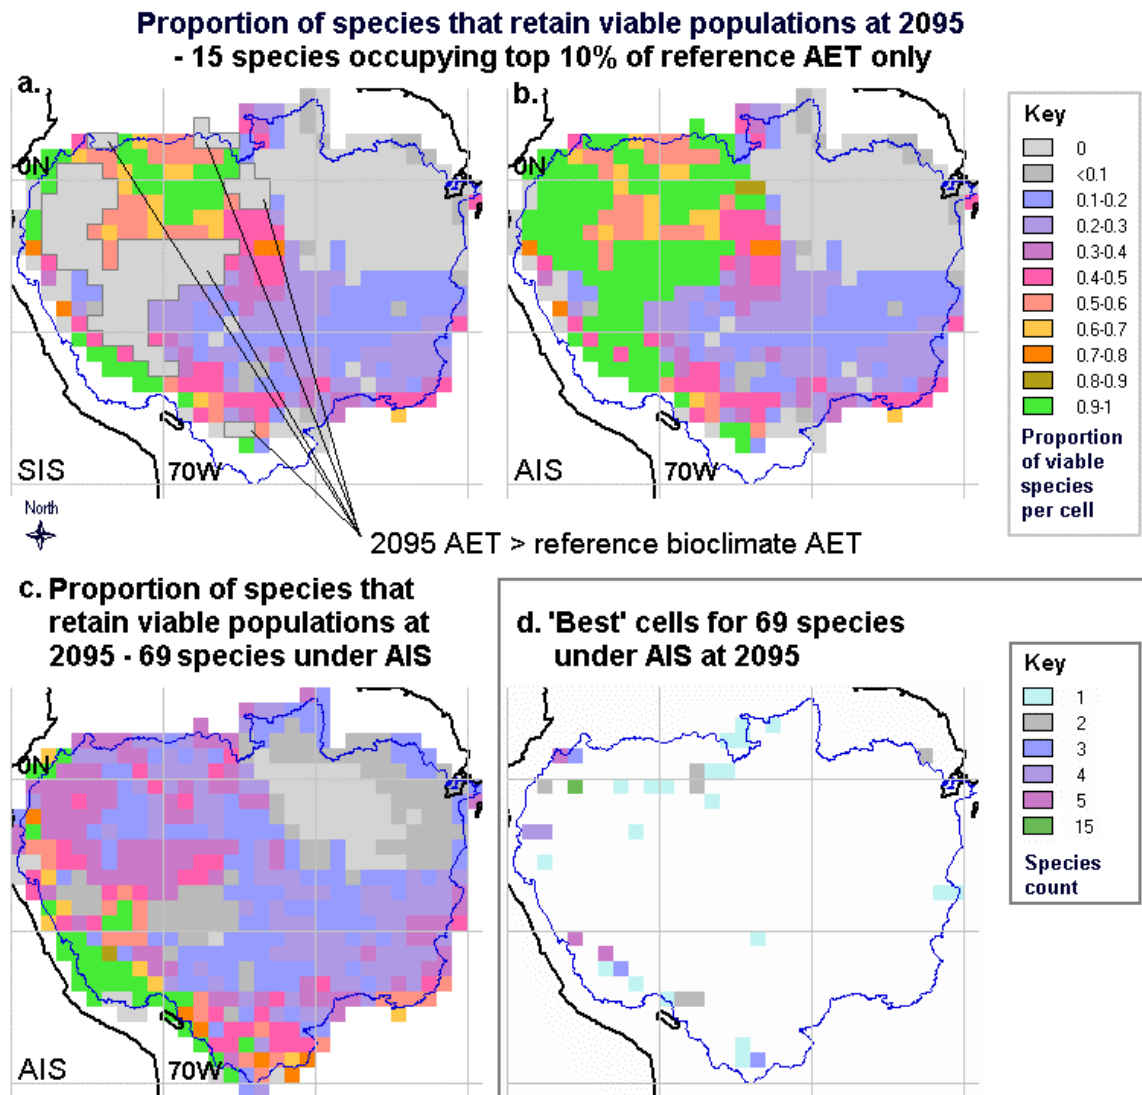 Proportion of species that retain viable populations at 2095
- 15 species occupying top 10% of reference AET only
a.
b.
0N
0N
SIS
70W
AIS
70W
Key
0
<0.1
0.1-0.2
0.2-0.3
0.3-0.4
0.4-0.5
0.5-0.6
0.6-0.7
0.7-0.8
0.8-0.9
0.9-1
Proportion
of viable
species
per cell
North
2095 AET > reference bioclimate AET
c. Proportion of species that
retain viable populations at
2095 - 69 species under AIS
0N
AIS
70W
d. 'Best' cells for 69 species
under AIS at 2095
Key
1
2
3
4
5
15
Species
count